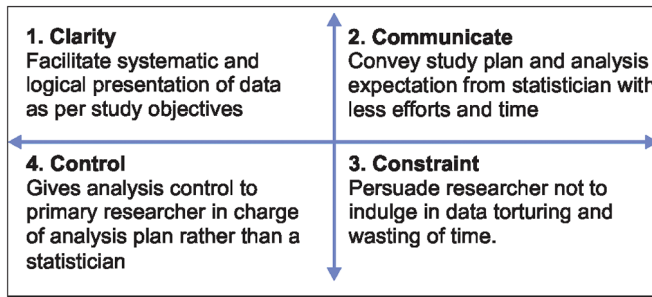 1. Clarity
Facilitate systematic and
logical presentation of data
as per study objectives
2. Communicate
Convey study plan and analysis
expectation from statistician with
less efforts and time
3. Constraint
Persuade researcher not to
indulge in data torturing and
wasting of time.
4. Control
Gives analysis control to
primary researcher in charge
of analysis plan rather than a
statistician